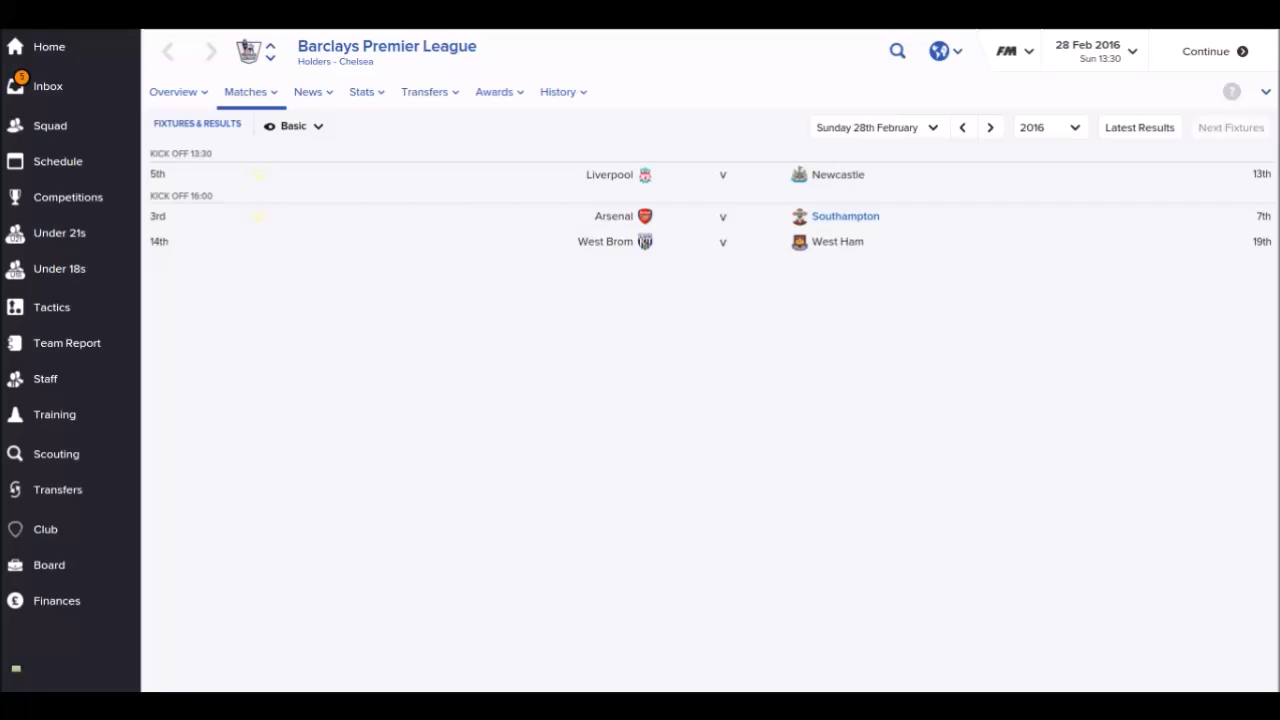 Home
5
Inbox
Squad
Schedule
Competitions
Under 21s
Under 18s
Tactics
Team Report
Staff
Training
Scouting
Transfers
Club
Board
Finances
Barclays Premier League
Holders - Chelsea
FM
28 Feb 2016
Sun 13:30
Continue
Overview Matches News Stats Transfers Awards History ?
FIXTURES & RESULTS Basic Sunday 28th February 2016 Latest Results Next Fixtures
KICK OFF 13:30
5th Liverpool v Newcastle 13th
KICK OFF 16:00
3rd Arsenal v Southampton 7th
14th West Brom v West Ham 19th